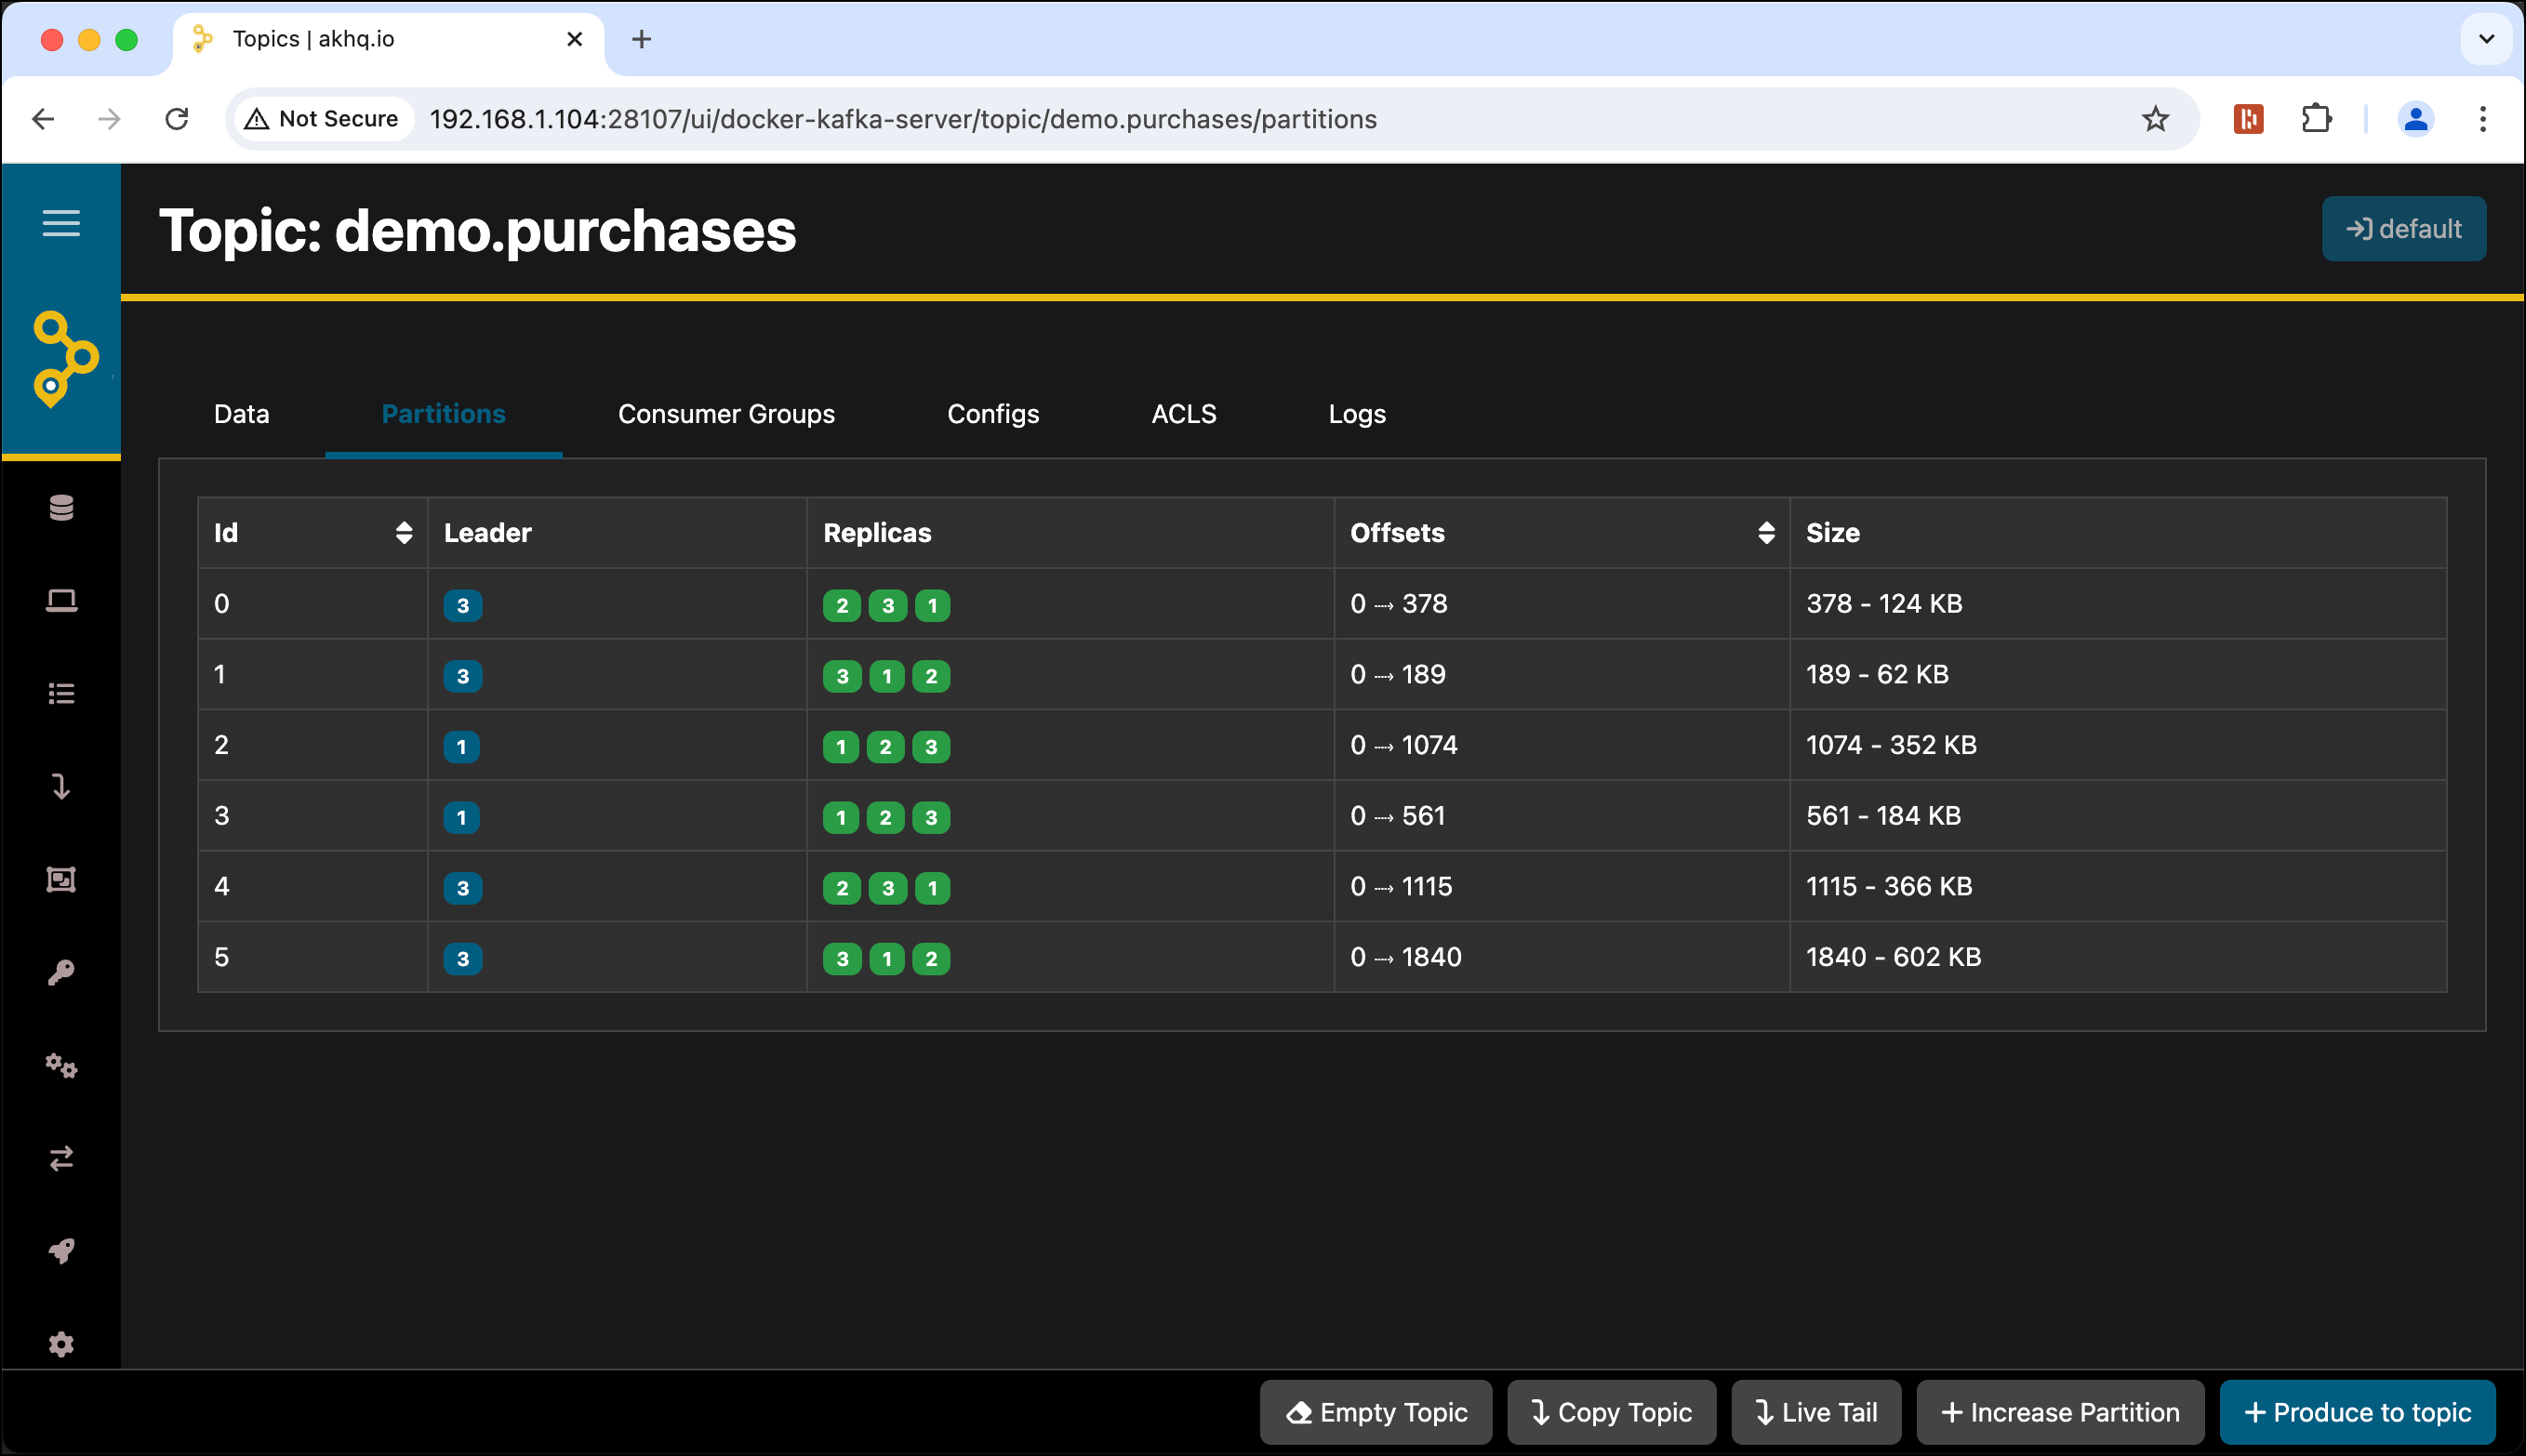 Topics | akhq.io
Not Secure 192.168.1.104:28107/ui/docker-kafka-server/topic/demo.purchases/partitions
Topic: demo.purchases
default
Data Partitions Consumer Groups Configs ACLS Logs
Id Leader Replicas Offsets Size
0 3 2 3 1 0 → 378 378 - 124 KB
1 3 3 1 2 0 → 189 189 - 62 KB
2 1 1 2 3 0 → 1074 1074 - 352 KB
3 1 1 2 3 0 → 561 561 - 184 KB
4 3 2 3 1 0 → 1115 1115 - 366 KB
5 3 3 1 2 0 → 1840 1840 - 602 KB
Empty Topic Copy Topic Live Tail + Increase Partition + Produce to topic